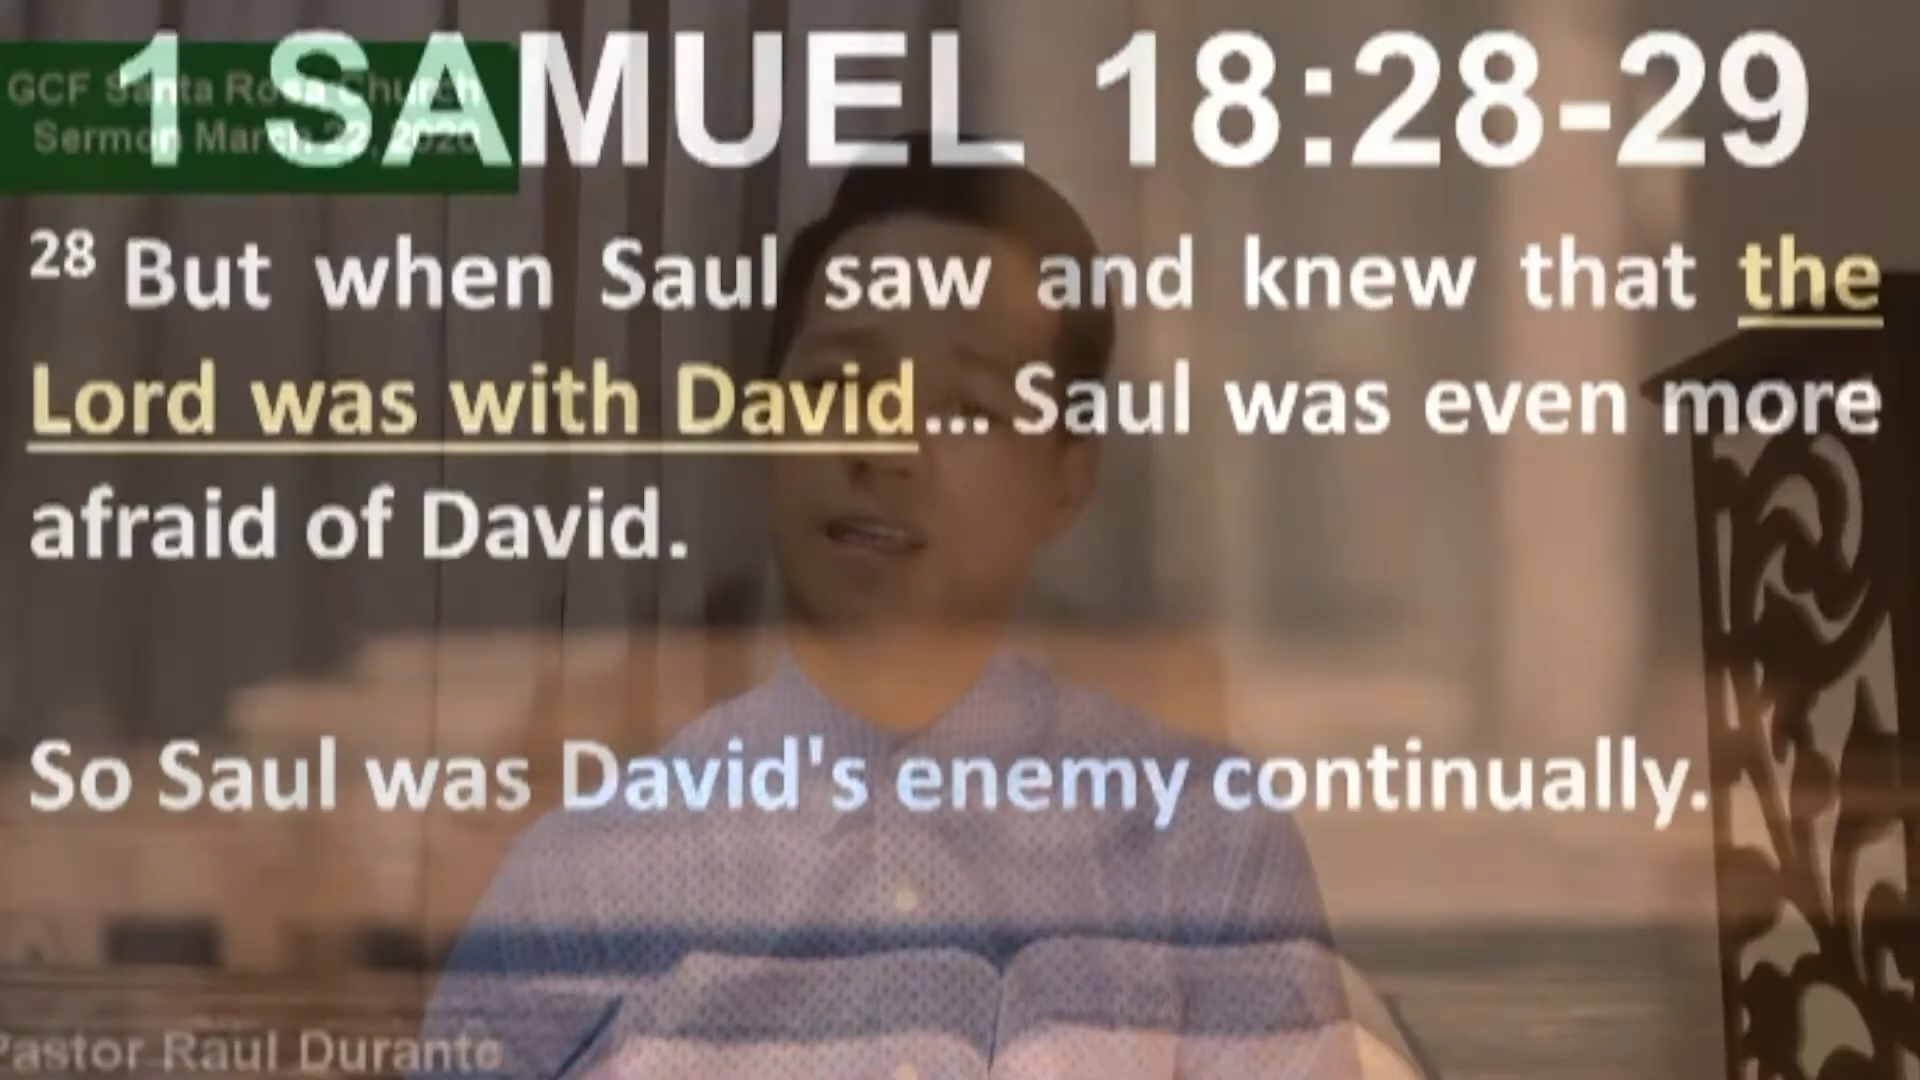 1 SAMUEL 18:28-29
GCF Santa Rosa Church
Sermon March 22, 2020
28 But when Saul saw and knew that the
Lord was with David... Saul was even more
afraid of David.
So Saul was David's enemy continually.
Pastor Raul Durante